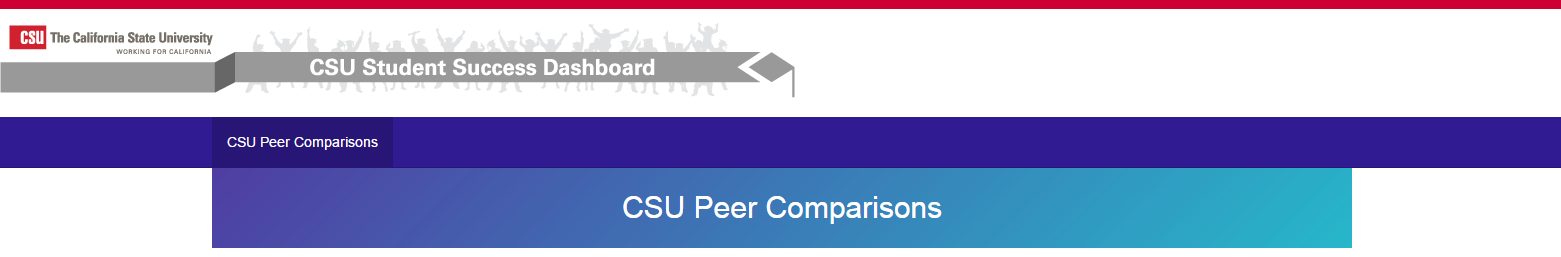 CSU The California State University
WORKING FOR CALIFORNIA
CSU Student Success Dashboard
CSU Peer Comparisons
CSU Peer Comparisons